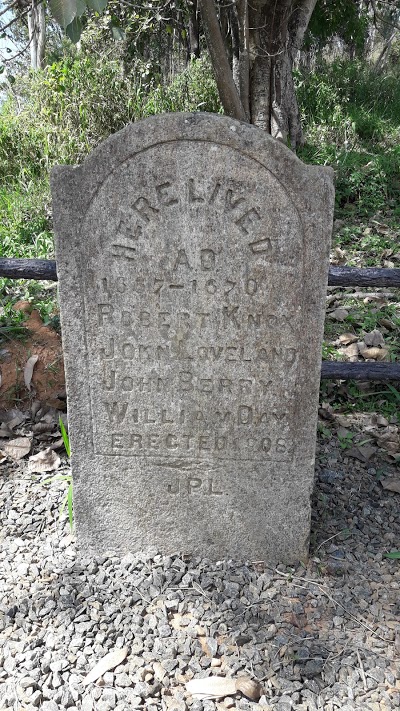 HERE LIVED
A.D.
1667-1670
ROBERT KNOX
JOHN LOVELAND
JOHN BERRY
WILLIAM DAY
ERECTED 1908
J.P.L.